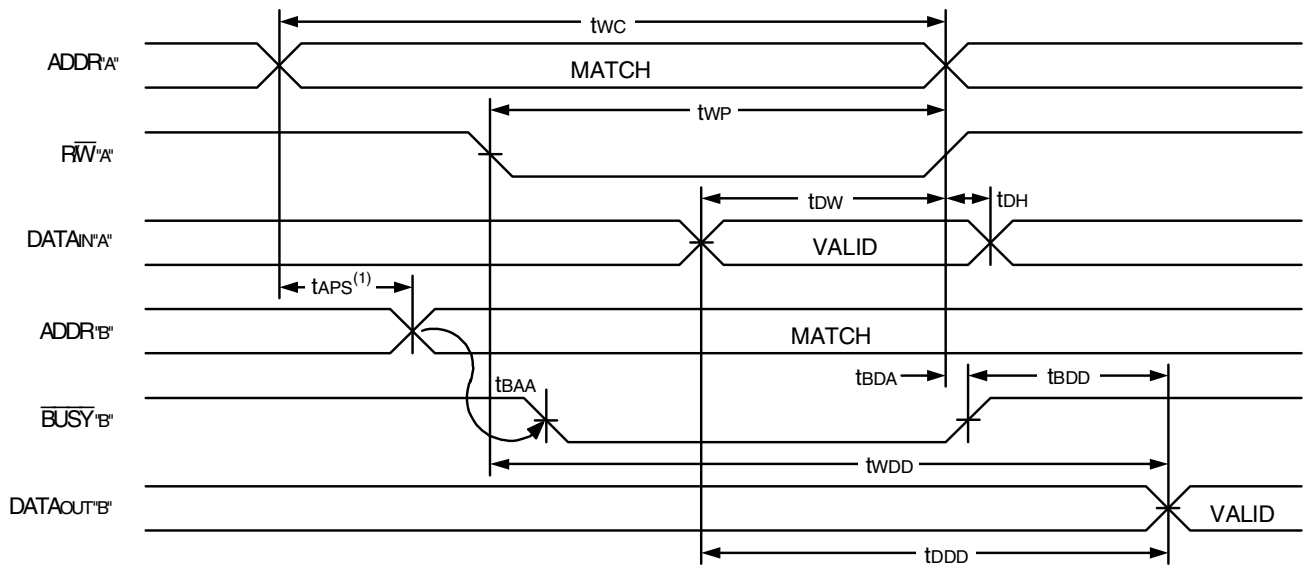 tWC
ADDR"A"
MATCH
tWP
R/W"A"
tDW
tDH
DATAIN"A"
VALID
tAPS(1)
ADDR"B"
MATCH
tBAA
tBDA
tBDD
BUSY"B"
tWDD
DATAOUT"B"
VALID
tDDD